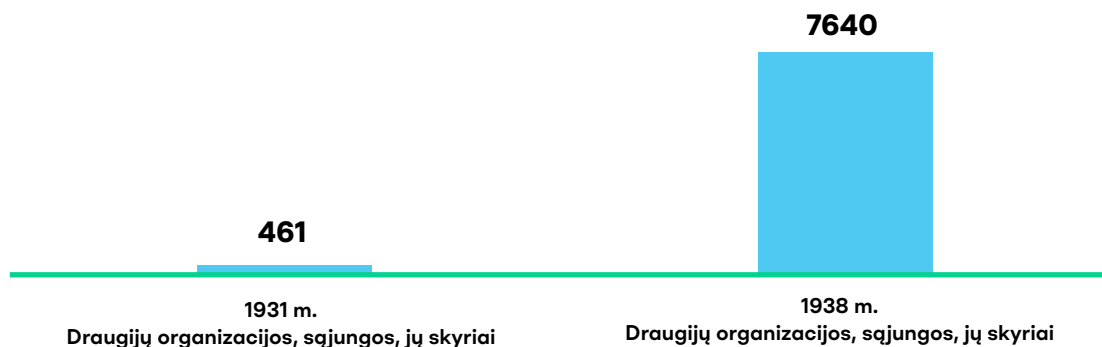 461
1931 m.
Draugijų organizacijos, sąjungos, jų skyriai
7640
1938 m.
Draugijų organizacijos, sąjungos, jų skyriai